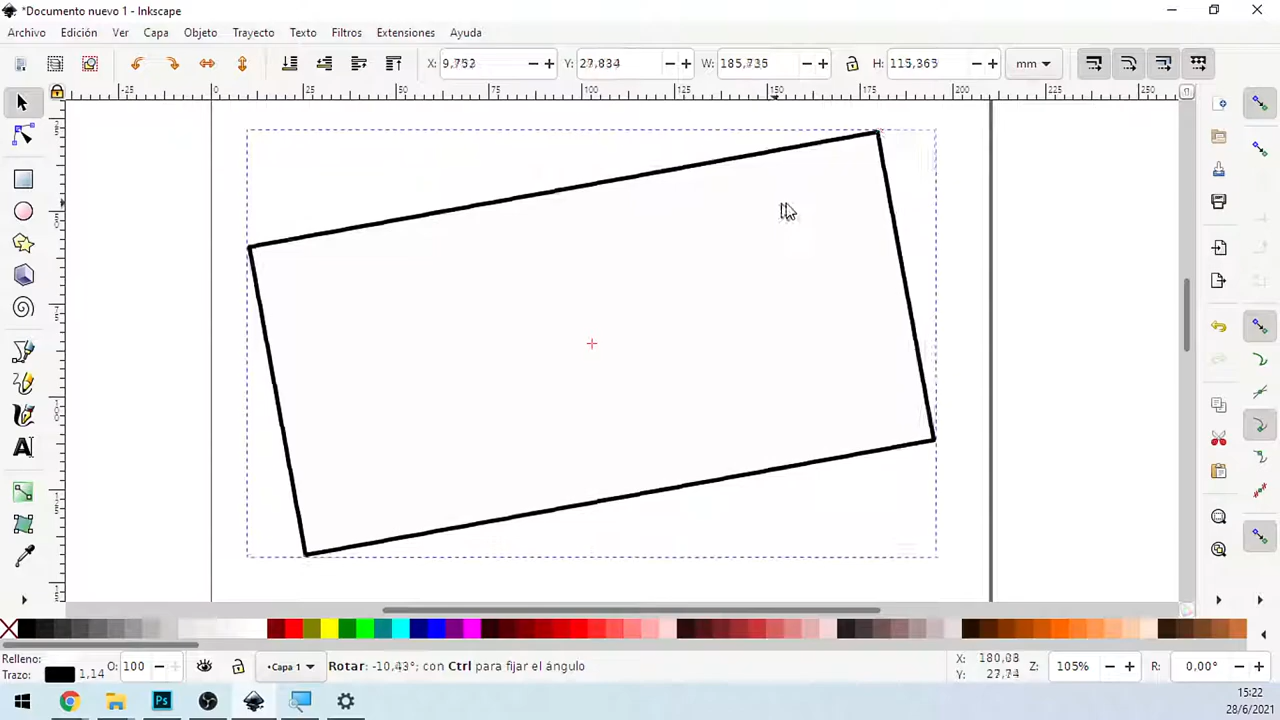 *Documento nuevo 1 - Inkscape
Archivo Edición Ver Capa Objeto Trayecto Texto Filtros Extensiones Ayuda
X: 9,753 Y: 27,834 W: 185,735 H: 115,365 mm
-25 0 25 50 75 100 125 150 175 200 225 250
Relleno:
Trazo: 1,14 O: 100 •Capa 1 Rotar: -10,43°; con Ctrl para fijar el ángulo X: 180,08 Z: 105% R: 0,00°
Y: 27,74
Ps
15:22
28/6/2021